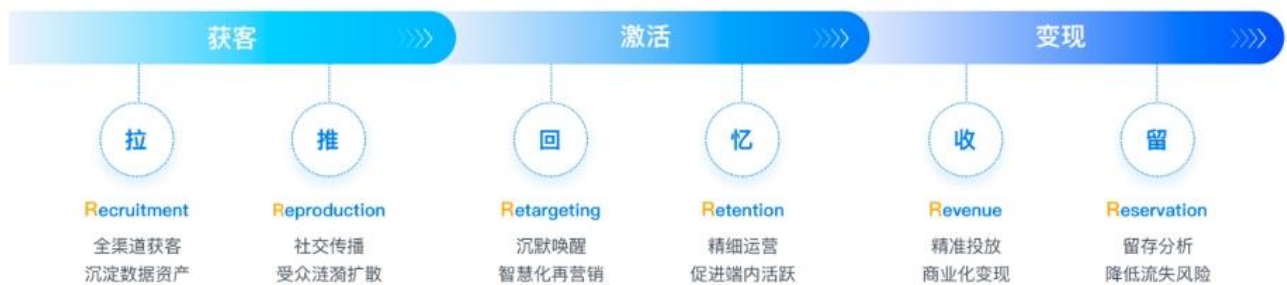 获客
激活
变现
拉
推
回
忆
收
留
Recruitment
Reproduction
Retargeting
Retention
Revenue
Reservation
全渠道获客
社交传播
沉默唤醒
精细运营
精准投放
留存分析
沉淀数据资产
受众涟漪扩散
智慧化再营销
促进端内活跃
商业化变现
降低流失风险